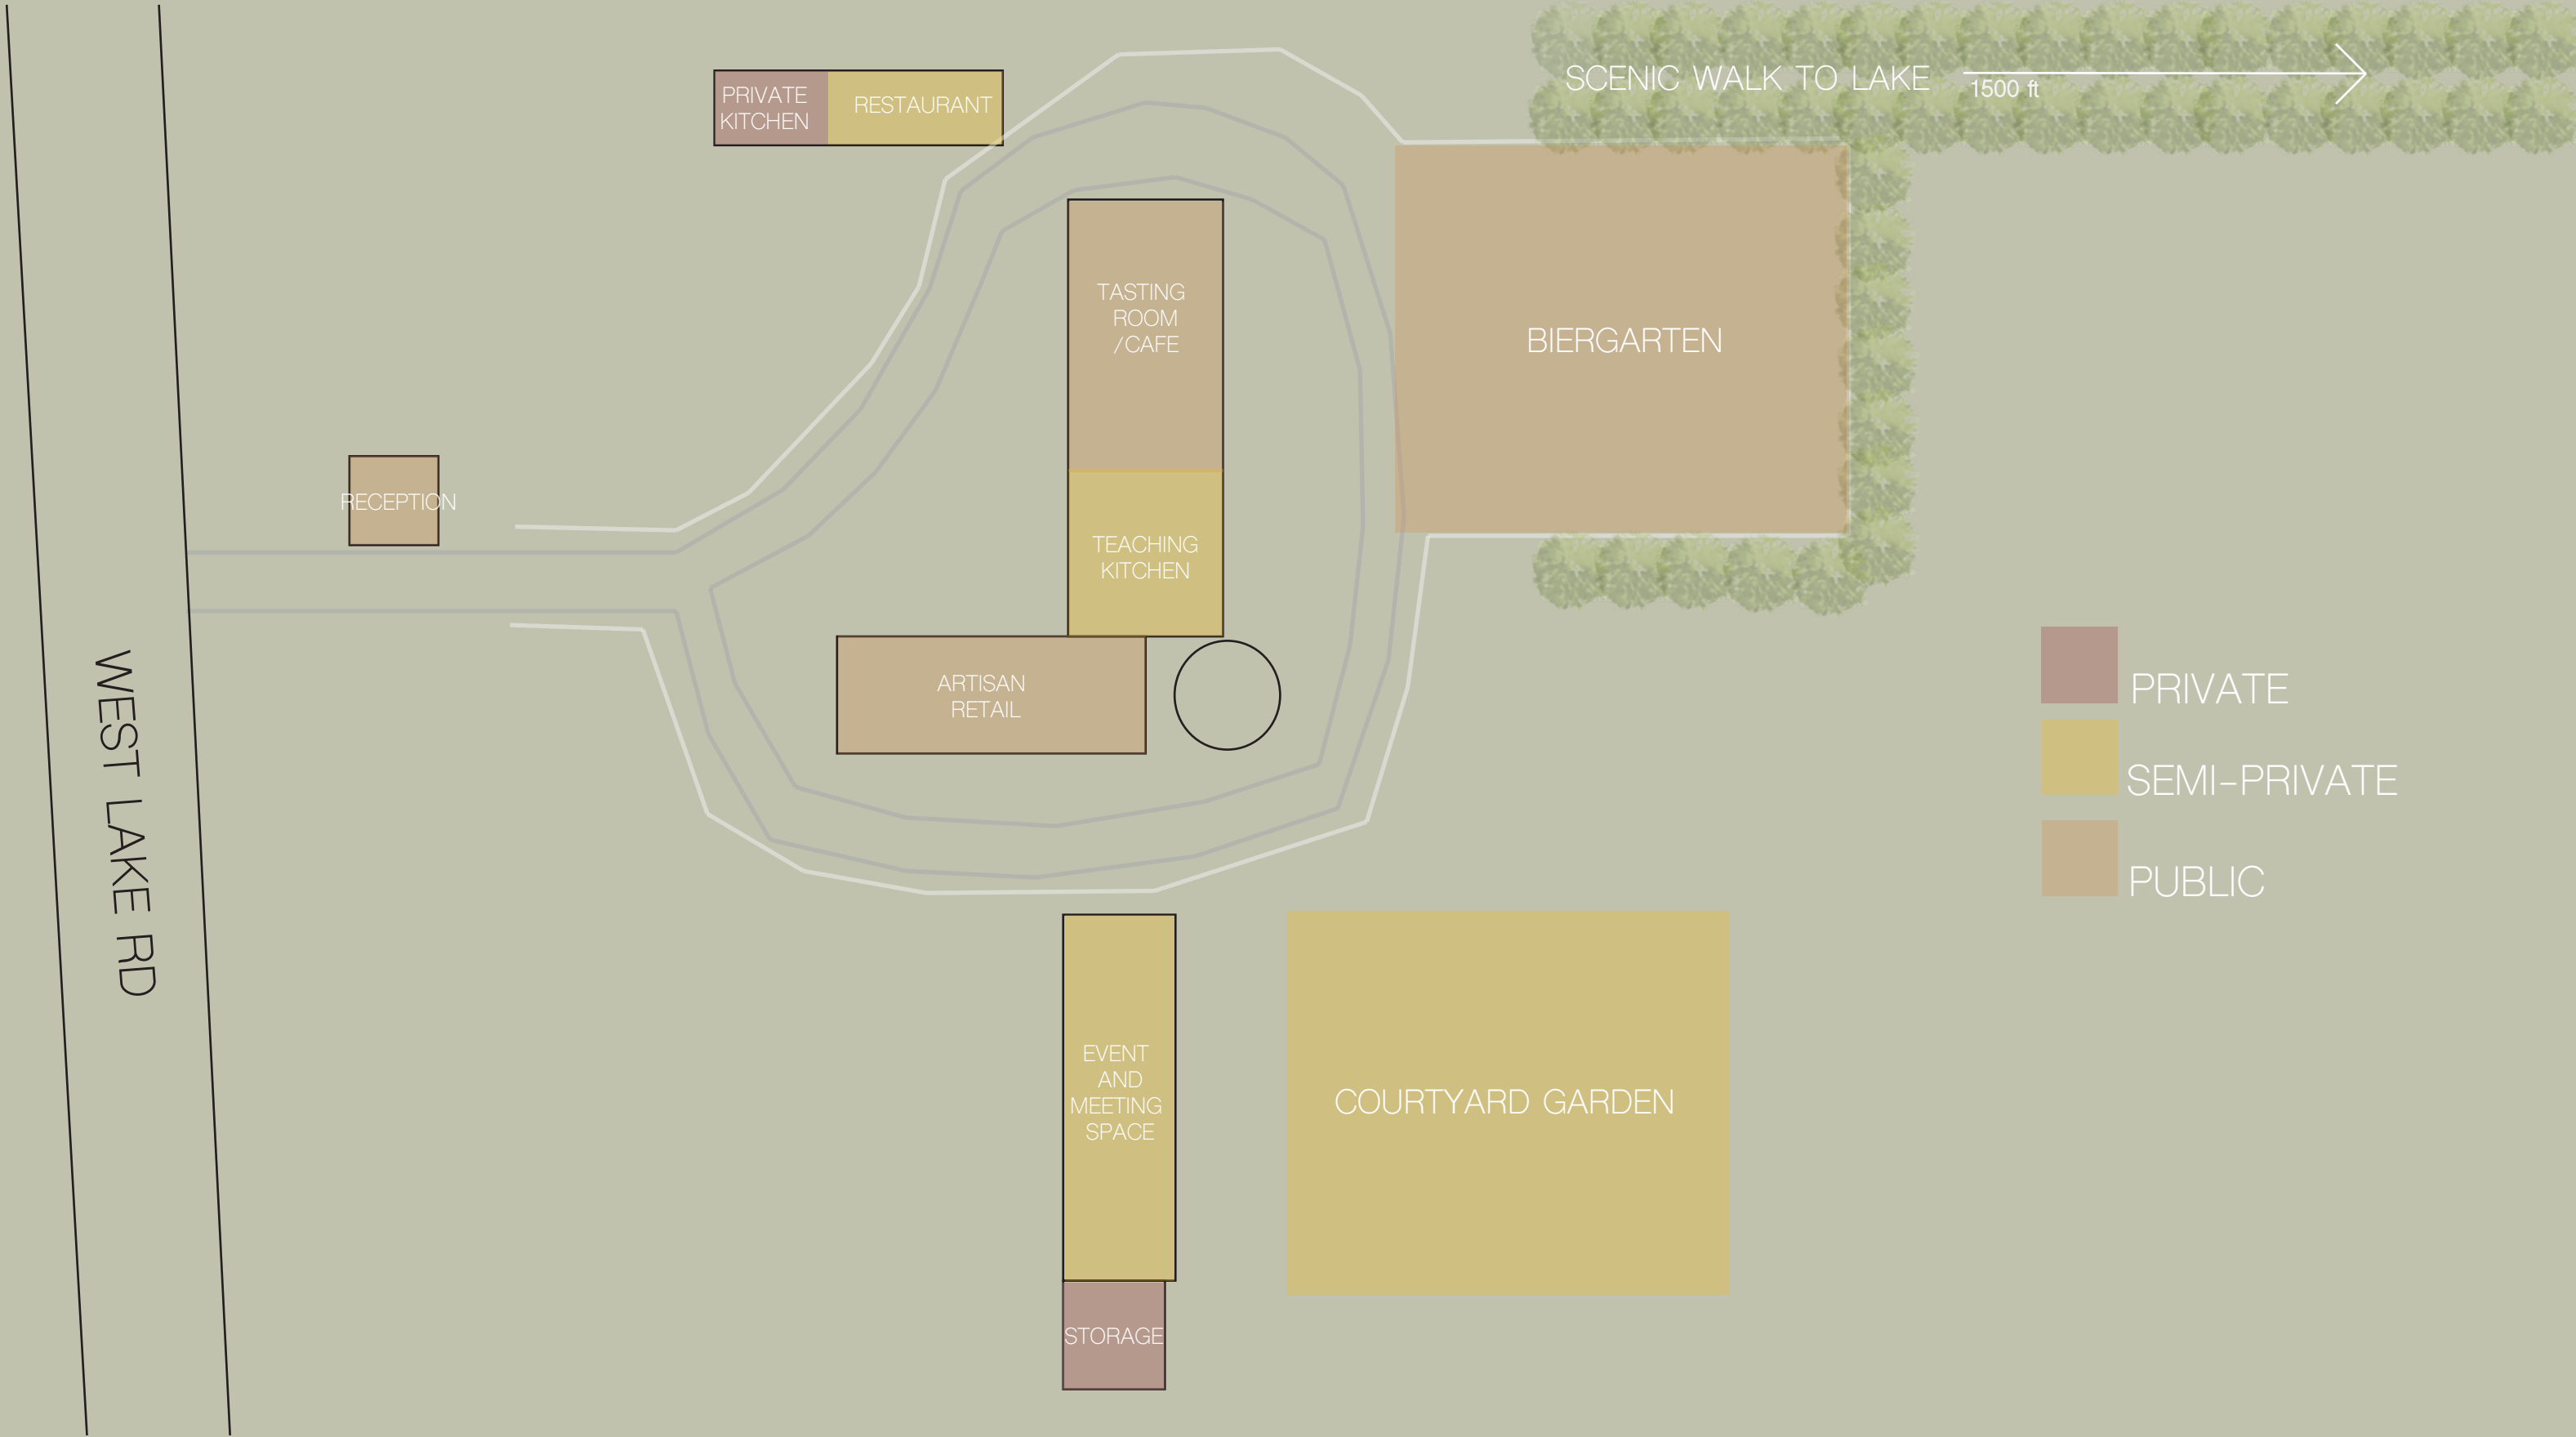 SCENIC WALK TO LAKE
1500 ft
PRIVATE
KITCHEN
RESTAURANT
TASTING
ROOM
/CAFE
BIERGARTEN
RECEPTION
TEACHING
KITCHEN
ARTISAN
RETAIL
WEST LAKE RD
PRIVATE
SEMI-PRIVATE
PUBLIC
EVENT
AND
MEETING
SPACE
COURTYARD GARDEN
STORAGE